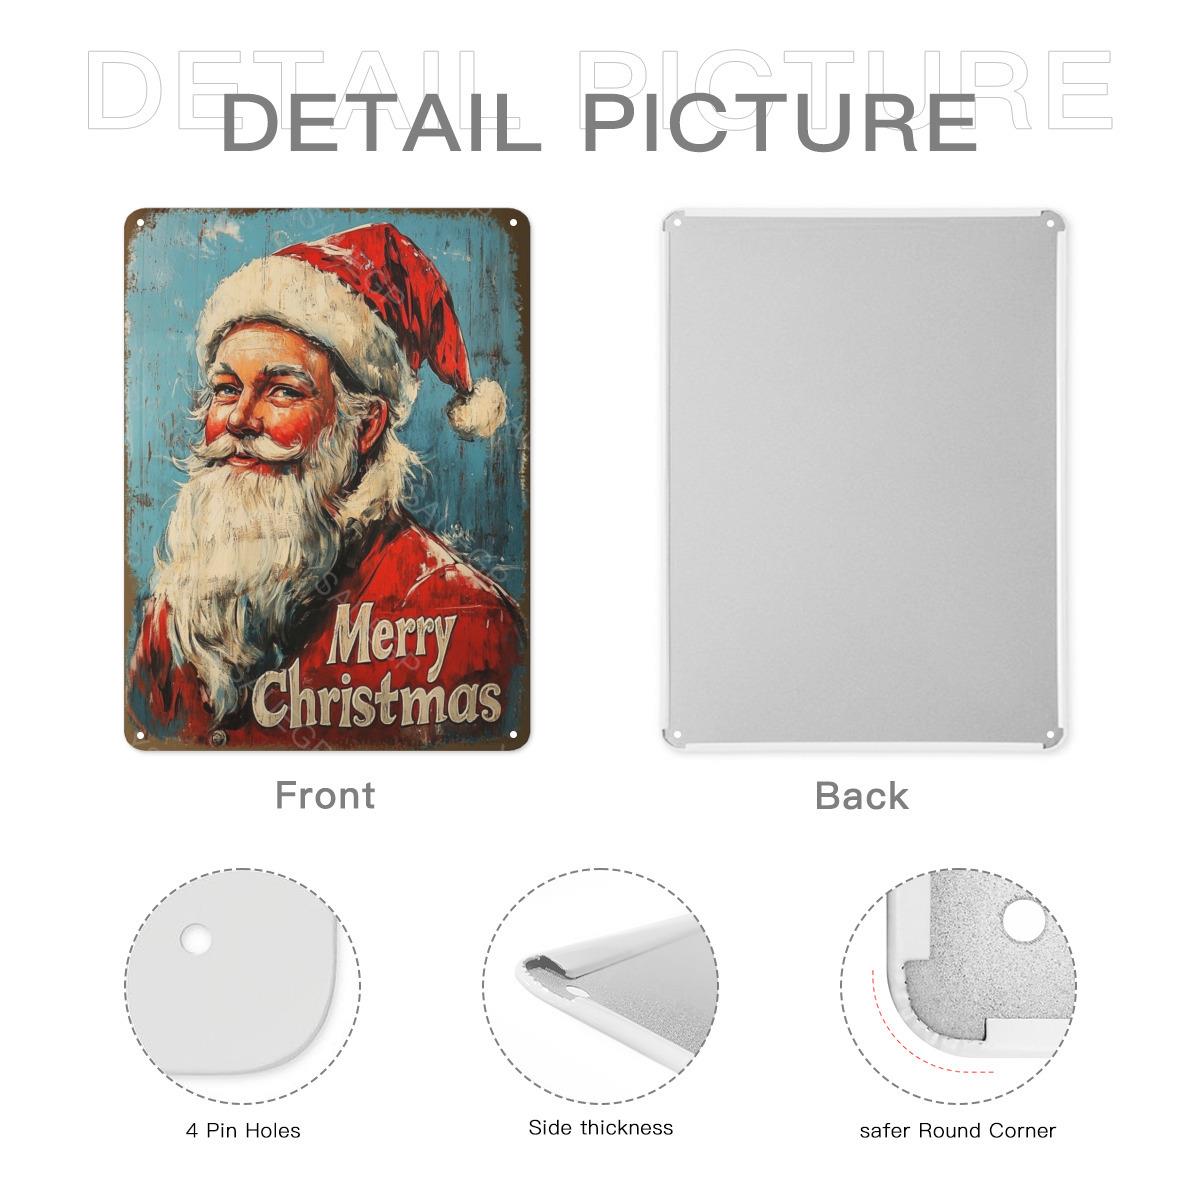 DETAIL PICTURE
DETAIL PICTURE
Merry
Christmas
Front
Back
4 Pin Holes
Side thickness
safer Round Corner